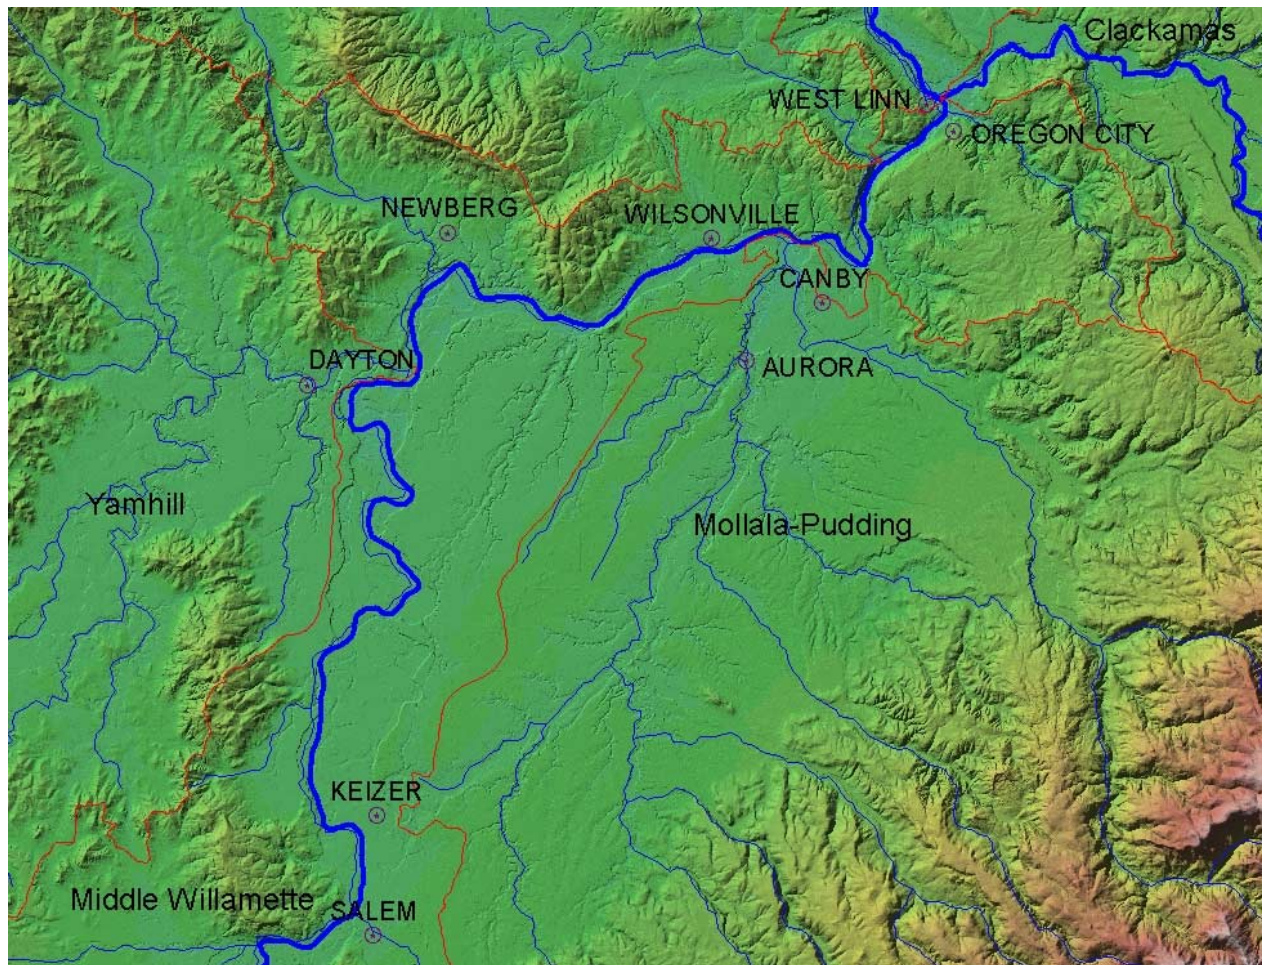 Clackamas
WEST LINN
OREGON CITY
NEWBERG
WILSONVILLE
CANBY
DAYTON
AURORA
Yamhill
Mollala-Pudding
KEIZER
Middle Willamette
SALEM